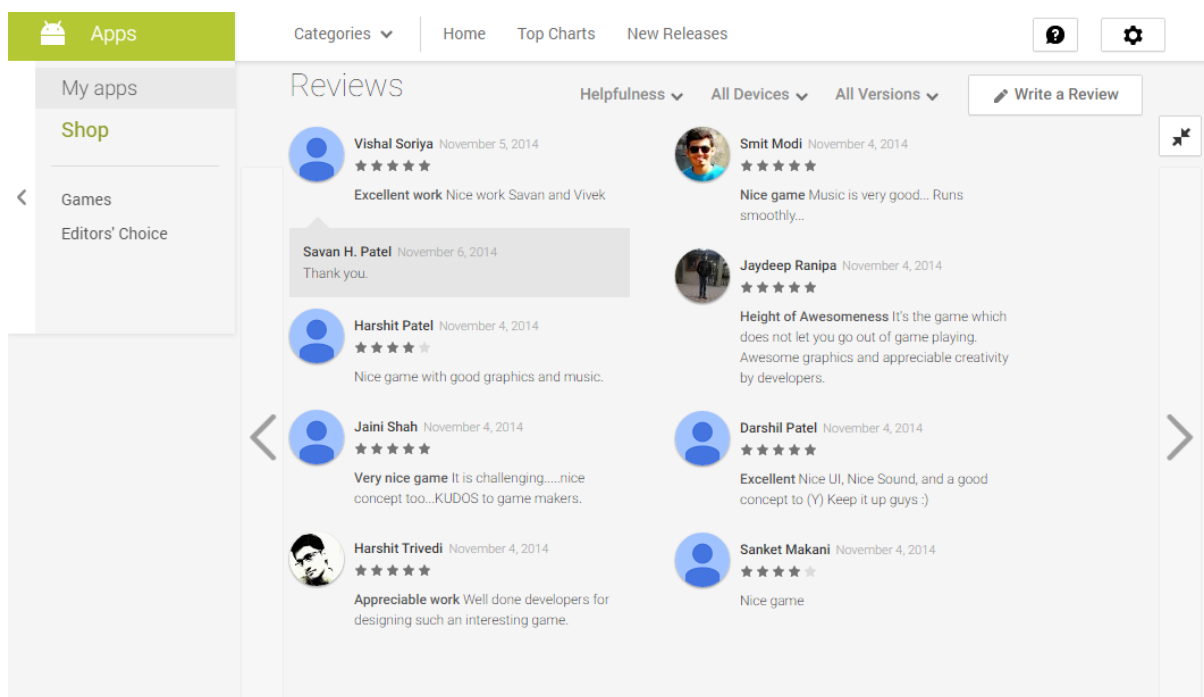 Apps
Categories
Home
Top Charts
New Releases
My apps
Shop
Games
Editors' Choice
Reviews
Helpfulness
All Devices
All Versions
Write a Review
Vishal Soriya November 5, 2014
Excellent work Nice work Savan and Vivek
Savan H. Patel November 6, 2014
Thank you.
Harshit Patel November 4, 2014
Nice game with good graphics and music.
Jaini Shah November 4, 2014
Very nice game It is challenging.....nice
concept too...KUDOS to game makers.
Harshit Trivedi November 4, 2014
Appreciable work Well done developers for
designing such an interesting game.
Smit Modi November 4, 2014
Nice game Music is very good... Runs
smoothly...
Jaydeep Ranipa November 4, 2014
Height of Awesomeness It's the game which
does not let you go out of game playing.
Awesome graphics and appreciable creativity
by developers.
Darshil Patel November 4, 2014
Excellent Nice UI, Nice Sound, and a good
concept to (Y) Keep it up guys :)
Sanket Makani November 4, 2014
Nice game